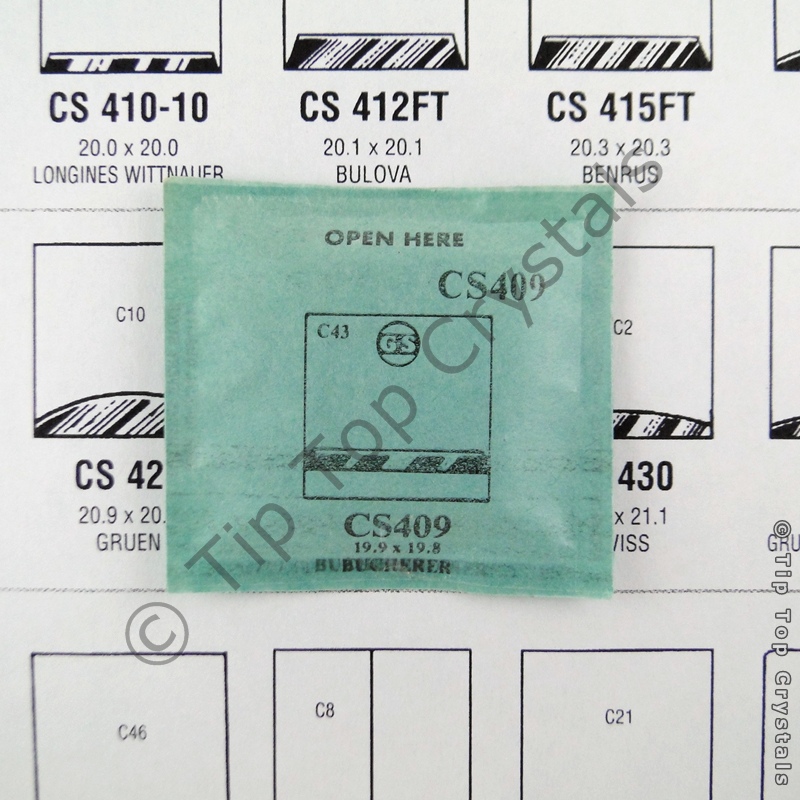 CS 410-10
20.0 x 20.0
LONGINES WITTNAUER
CS 412FT
20.1 x 20.1
BULOVA
CS 415FT
20.3 x 20.3
BENRUS
OPEN HERE
CS409
C43
GS
CS409
19.9 x 19.8
BUBUCHERER
C10
CS 42
20.9 x 20.
GRUEN
C2
430
x 21.1
ISS
GRU
C46
C8
C21
© Tip Top Crystals
©Tip Top Crystals